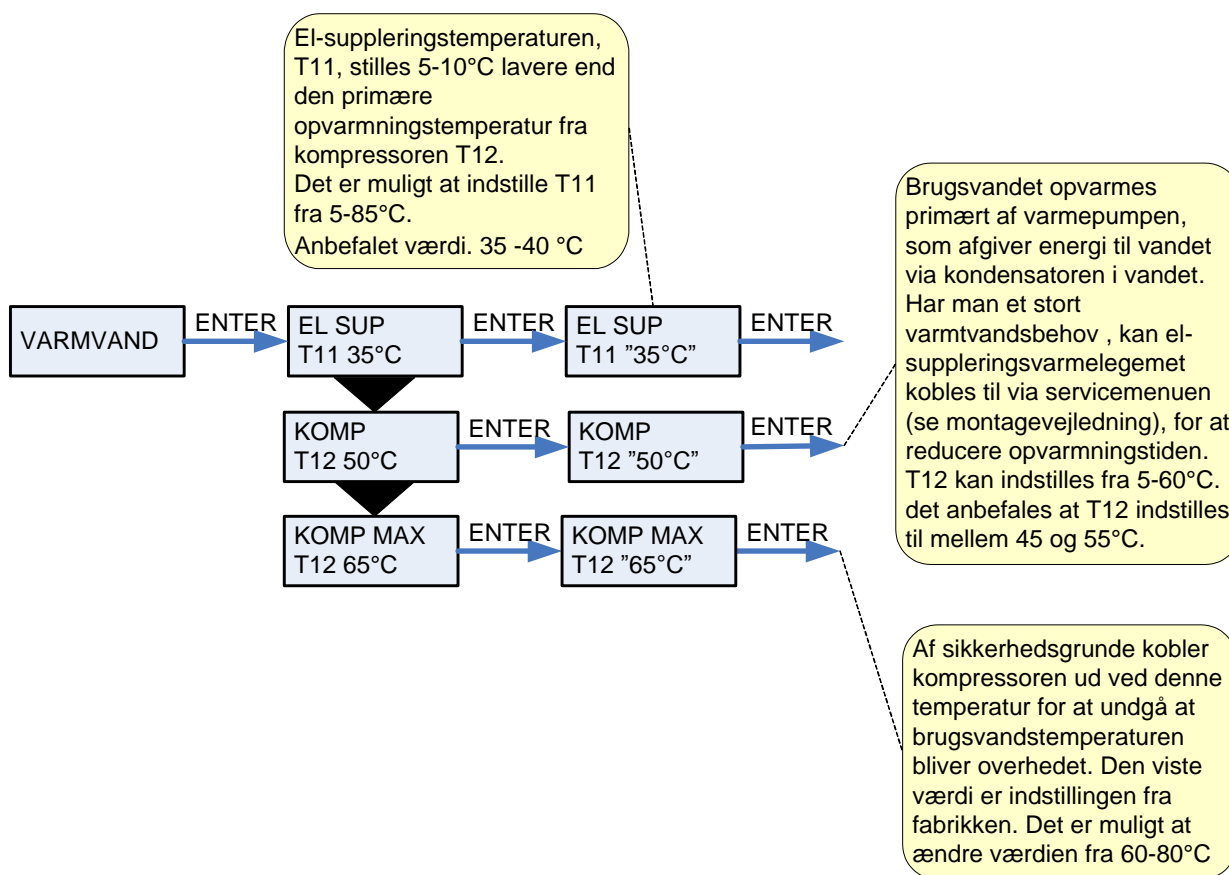 El-suppleringstemperaturen,
T11, stilles 5-10°C lavere end
den primære
opvarmningstemperatur fra
kompressoren T12.
Det er muligt at indstille T11
fra 5-85°C.
Anbefalet værdi. 35 -40 °C
Brugsvandet opvarmes
primært af varmepumpen,
som afgiver energi til vandet
via kondensatoren i vandet.
Har man et stort
varmtvandsbehov , kan el-
suppleringsvarmelegemet
kobles til via servicemenuen
(se montagevejledning), for at
reducere opvarmningstiden.
T12 kan indstilles fra 5-60°C.
det anbefales at T12 indstilles
til mellem 45 og 55°C.
VARMVAND
ENTER
EL SUP
T11 35°C
ENTER
EL SUP
T11 ”35°C”
ENTER
KOMP
T12 50°C
ENTER
KOMP
T12 ”50°C”
ENTER
KOMP MAX
T12 65°C
ENTER
KOMP MAX
T12 ”65°C”
ENTER
Af sikkerhedsgrunde kobler
kompressoren ud ved denne
temperatur for at undgå at
brugsvandstemperaturen
bliver overhedet. Den viste
værdi er indstillingen fra
fabrikken. Det er muligt at
ændre værdien fra 60-80°C